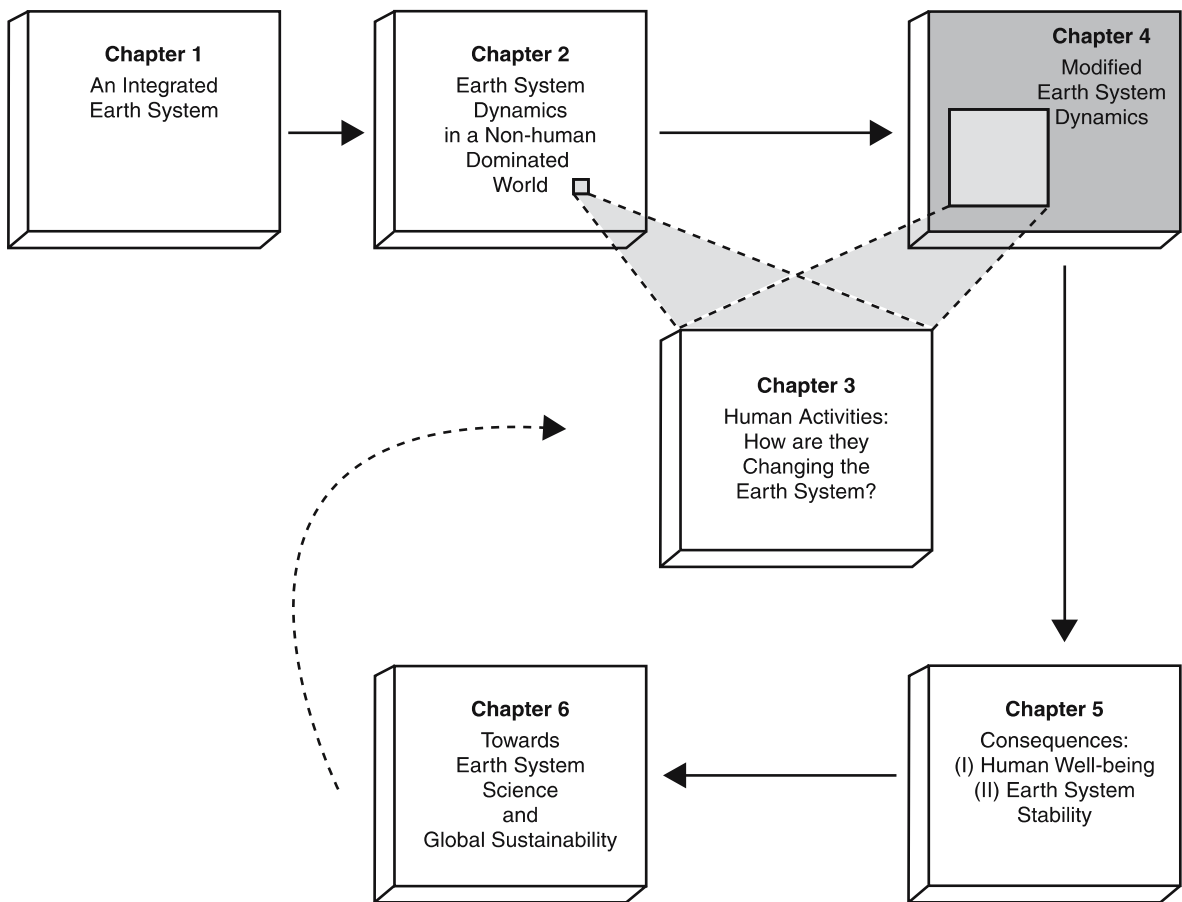 Chapter 1
An Integrated
Earth System
Chapter 2
Earth System
Dynamics
in a Non-human
Dominated
World
Chapter 4
Modified
Earth System
Dynamics
Chapter 3
Human Activities:
How are they
Changing the
Earth System?
Chapter 6
Towards
Earth System
Science
and
Global Sustainability
Chapter 5
Consequences:
(I) Human Well-being
(II) Earth System
Stability